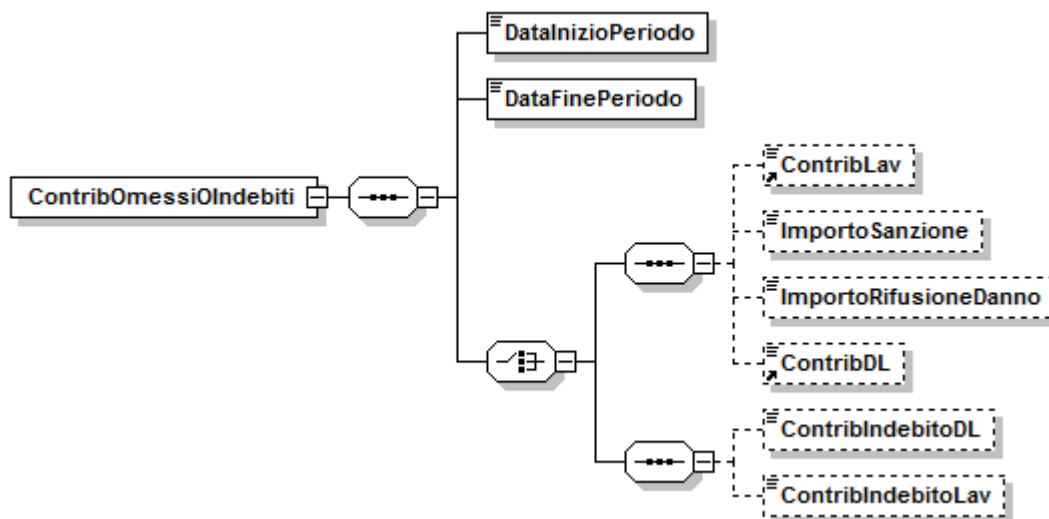 DataInizioPeriodo
DataFinePeriodo
ContribOmessiOIndebiti
ContribLav
ImportoSanzione
ImportoRifusioneDanno
ContribDL
ContribIndebitoDL
ContribIndebitoLav